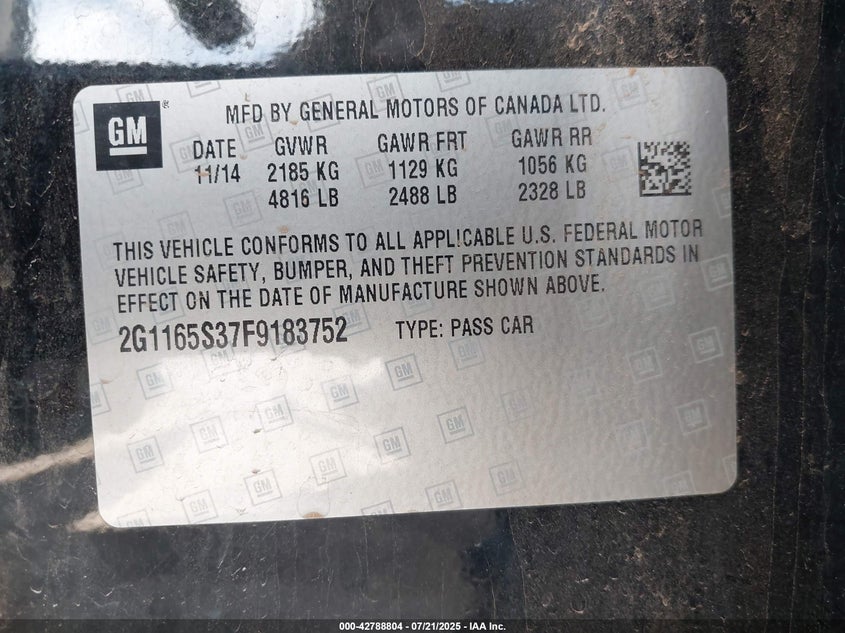 GM
®
MFD BY GENERAL MOTORS OF CANADA LTD.
DATE GVWR GAWR FRT GAWR RR
11/14 2185 KG 1129 KG 1056 KG
4816 LB 2488 LB 2328 LB
THIS VEHICLE CONFORMS TO ALL APPLICABLE U.S. FEDERAL MOTOR
VEHICLE SAFETY, BUMPER, AND THEFT PREVENTION STANDARDS IN
EFFECT ON THE DATE OF MANUFACTURE SHOWN ABOVE.
2G1165S37F9183752 TYPE: PASS CAR
000-42788804 / 07/21/2025 - IAA Inc.